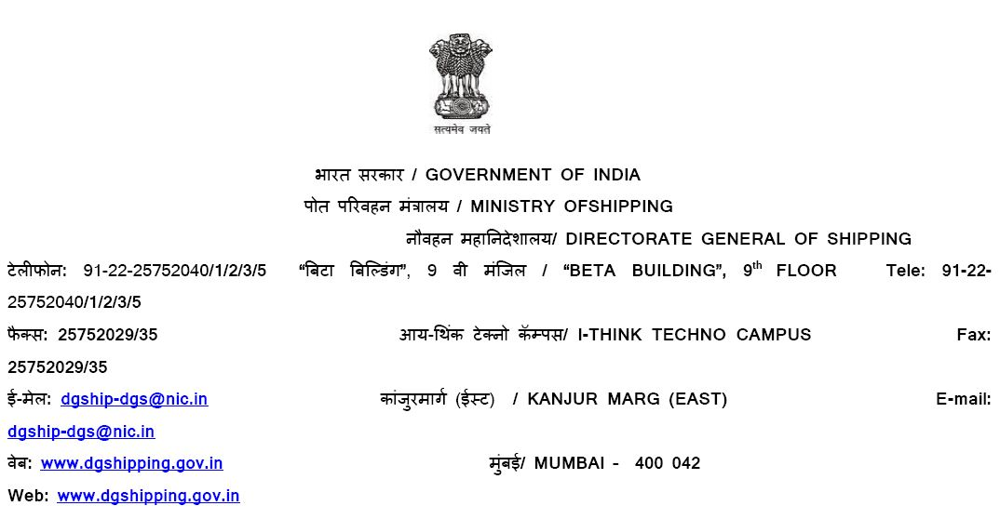 सत्यमेव जयते
भारत सरकार / GOVERNMENT OF INDIA
पोत परिवहन मंत्रालय / MINISTRY OFSHIPPING
नौवहन महानिदेशालय/ DIRECTORATE GENERAL OF SHIPPING
टेलीफोन: 91-22-25752040/1/2/3/5 “बिटा बिल्डिंग”, 9 वी मंजिल / “BETA BUILDING”, 9th FLOOR Tele: 91-22-
25752040/1/2/3/5
फैक्स: 25752029/35 आय-थिंक टेक्नो कॅम्पस/ I-THINK TECHNO CAMPUS Fax:
25752029/35
ई-मेल: dgship-dgs@nic.in कांजुरमार्ग (ईस्ट) / KANJUR MARG (EAST) E-mail:
dgship-dgs@nic.in
वेब: www.dgshipping.gov.in मुंबई/ MUMBAI - 400 042
Web: www.dgshipping.gov.in